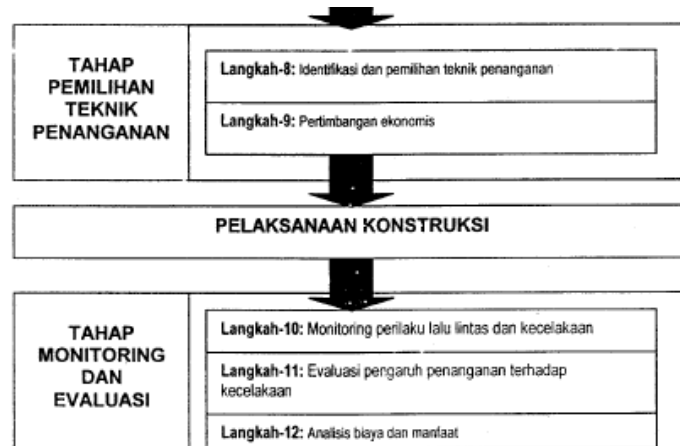 TAHAP
PEMILIHAN
TEKNIK
PENANGANAN
Langkah-8: Identifikasi dan pemilihan teknik penanganan
Langkah-9: Pertimbangan ekonomis
PELAKSANAAN KONSTRUKSI
TAHAP
MONITORING
DAN
EVALUASI
Langkah-10: Monitoring perilaku lalu lintas dan kecelakaan
Langkah-11: Evaluasi pengaruh penanganan terhadap
kecelakaan
Langkah-12: Analisis biaya dan manfaat